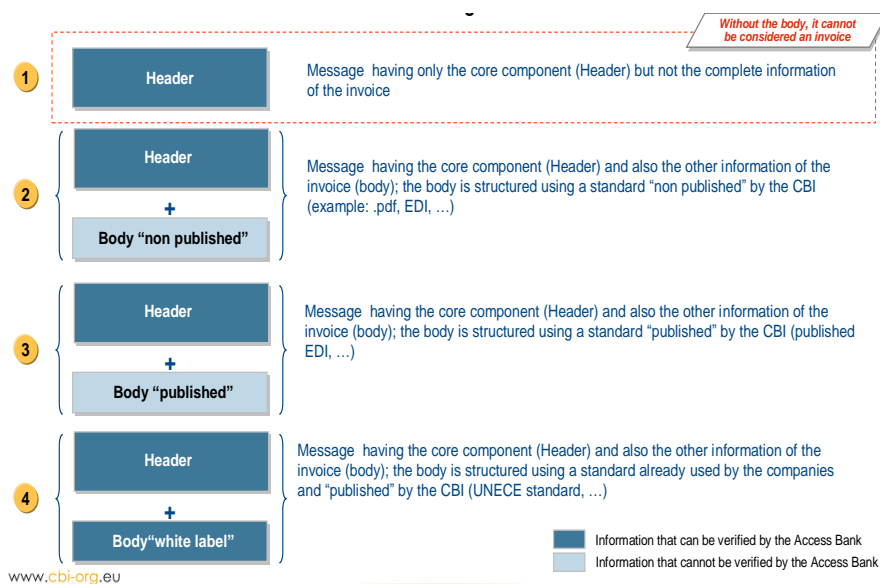 Without the body, it cannot
be considered an invoice
1
Header
Message having only the core component (Header) but not the complete information
of the invoice
2
Header
+
Body “non published”
Message having the core component (Header) and also the other information of the
invoice (body); the body is structured using a standard “non published” by the CBI
(example: .pdf, EDI, …)
3
Header
+
Body “published”
Message having the core component (Header) and also the other information of the
invoice (body); the body is structured using a standard “published” by the CBI (published
EDI, …)
4
Header
+
Body“white label”
Message having the core component (Header) and also the other information of the
invoice (body); the body is structured using a standard already used by the companies
and “published” by the CBI (UNECE standard, …)
Information that can be verified by the Access Bank
Information that cannot be verified by the Access Bank
www.cbi-org.eu